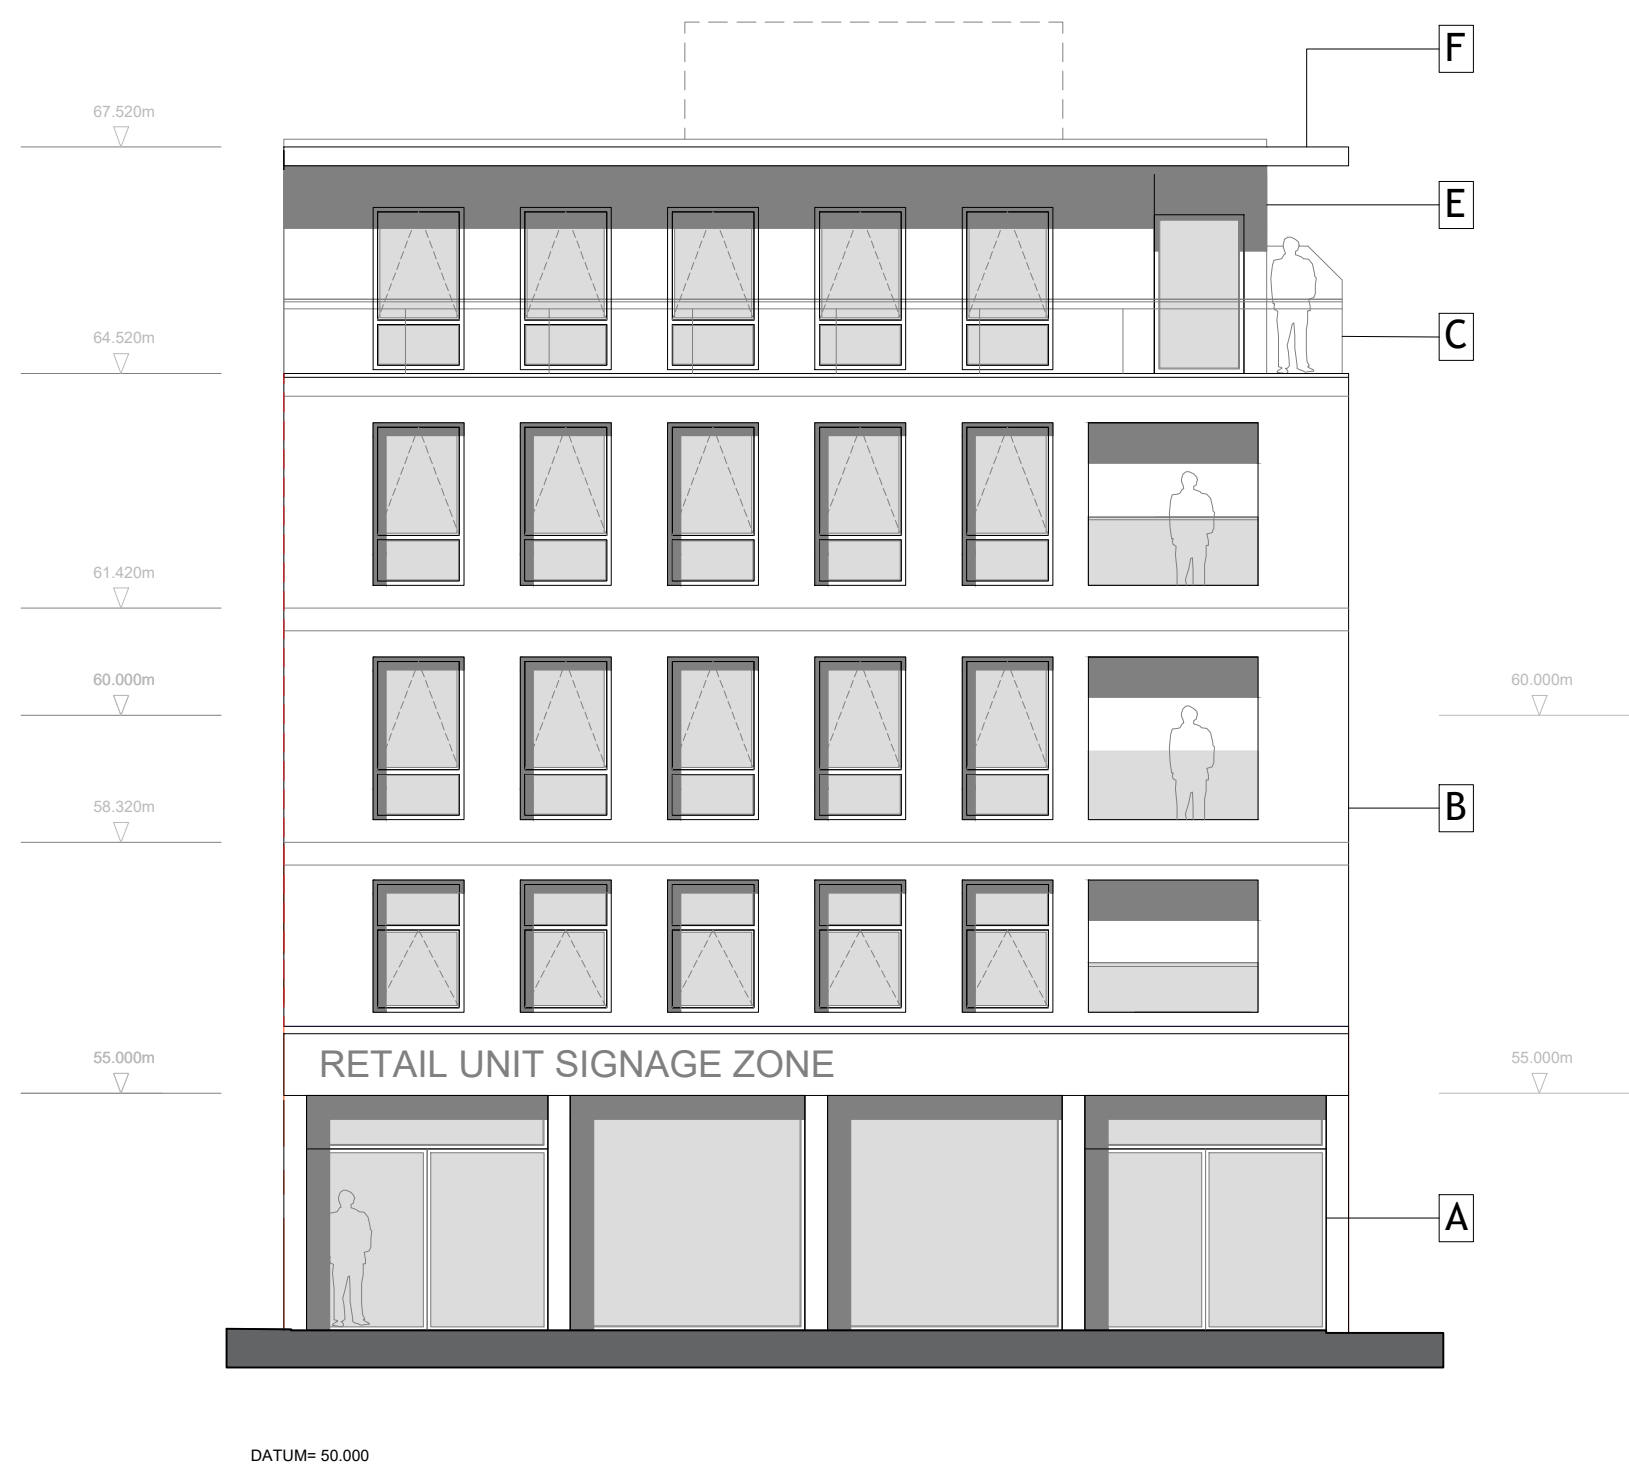 F
67.520m
E
C
64.520m
61.420m
60.000m
60.000m
B
58.320m
RETAIL UNIT SIGNAGE ZONE
55.000m
55.000m
A
DATUM= 50.000